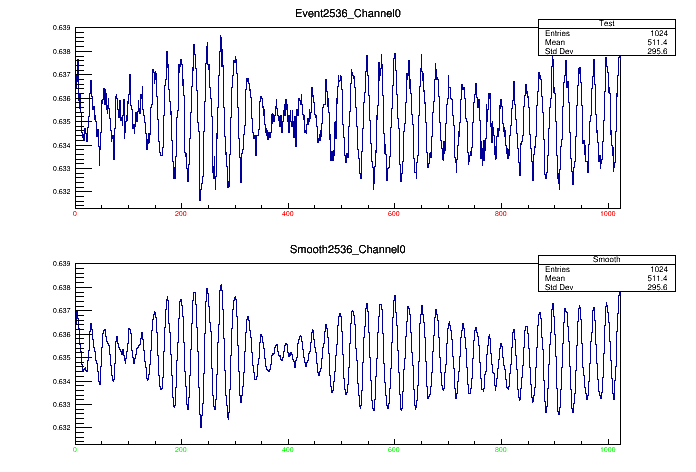 Event2536_Channel0
Test
Entries 1024
Mean 511.4
Std Dev 295.6
0.639
0.638
0.637
0.636
0.635
0.634
0.633
0.632
0 200 400 600 800 1000
Smooth2536_Channel0
Smooth
Entries 1024
Mean 511.4
Std Dev 295.6
0.639
0.638
0.637
0.636
0.635
0.634
0.633
0.632
0 200 400 600 800 1000